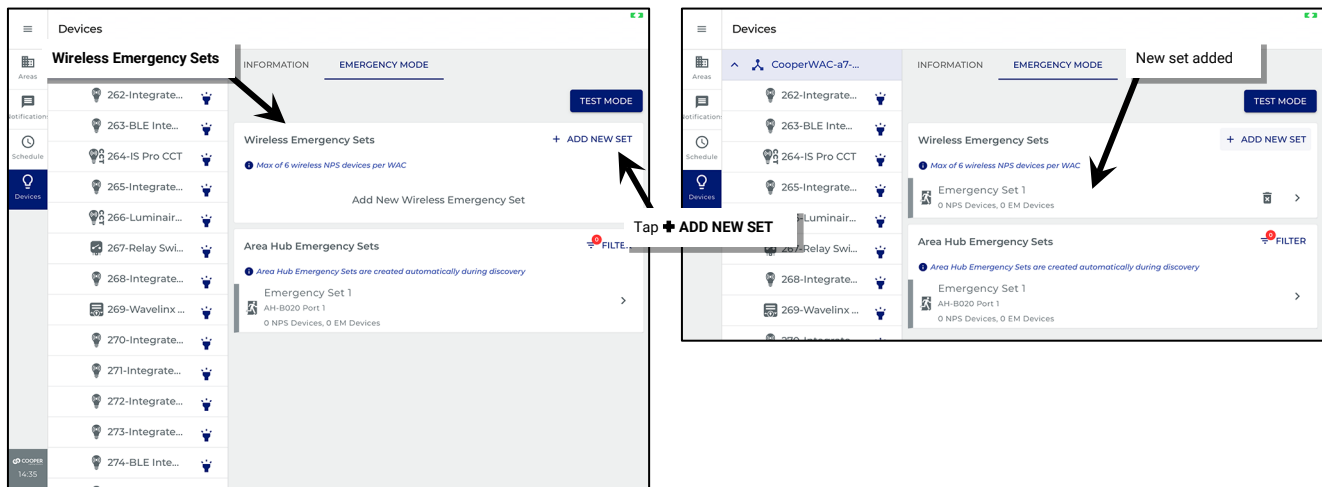 Devices
Wireless Emergency Sets
Areas
INFORMATION
EMERGENCY MODE
262-Integrate...
TEST MODE
Notifications
263-BLE Inte...
Wireless Emergency Sets
+ ADD NEW SET
Schedule
264-IS Pro CCT
Max of 6 wireless NPS devices per WAC
265-Integrate...
Devices
Add New Wireless Emergency Set
266-Luminair...
Tap + ADD NEW SET
267-Relay Swi...
Area Hub Emergency Sets
0
FILTE...
268-Integrate...
Area Hub Emergency Sets are created automatically during discovery
Emergency Set 1
269-Wavelinx ...
AH-B020 Port 1
0 NPS Devices, 0 EM Devices
270-Integrate...
271-Integrate...
272-Integrate...
273-Integrate...
274-BLE Inte...
COOPER
14:35
Devices
New set added
CooperWAC-a7-...
INFORMATION
EMERGENCY MODE
Areas
262-Integrate...
TEST MODE
otifications
263-BLE Inte...
Wireless Emergency Sets
+ ADD NEW SET
Schedule
264-IS Pro CCT
Max of 6 wireless NPS devices per WAC
265-Integrate...
Emergency Set 1
Devices
0 NPS Devices, 0 EM Devices
-Luminair...
267-Relay Swi...
Area Hub Emergency Sets
0
FILTER
268-Integrate...
Area Hub Emergency Sets are created automatically during discovery
Emergency Set 1
269-Wavelinx ...
AH-B020 Port 1
0 NPS Devices, 0 EM Devices
270-Integrate...